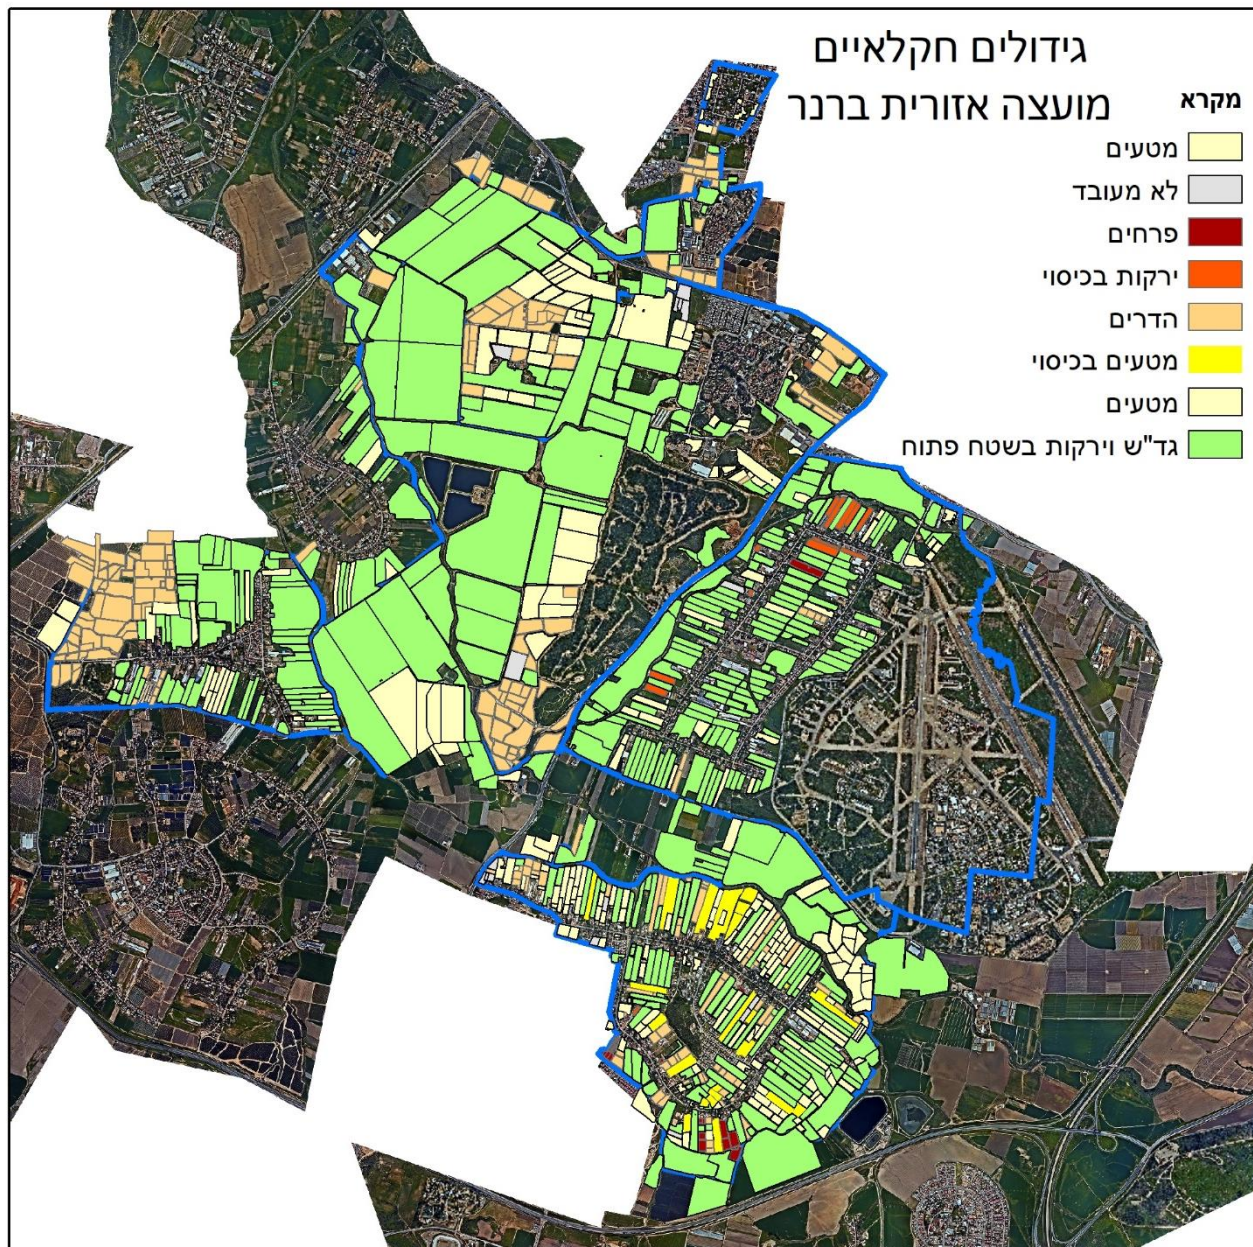 גידולים חקלאיים
מועצה אזורית ברנר
מקרא
מטעים
לא מעובד
פרחים
ירקות בכיסוי
הדרים
מטעים בכיסוי
מטעים
גד"ש וירקות בשטח פתוח